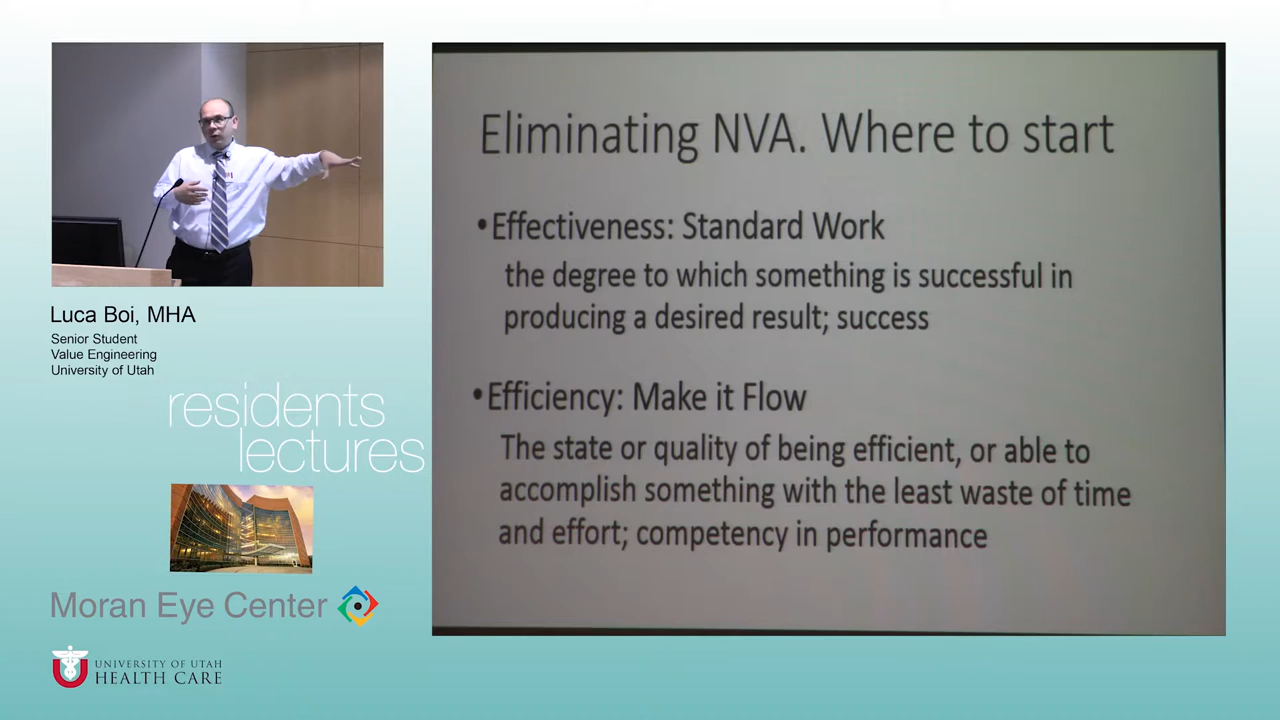 Luca Boi, MHA
Senior Student
Value Engineering
University of Utah
residents
lectures
Moran Eye Center
UNIVERSITY OF UTAH
HEALTH CARE
Eliminating NVA. Where to start
•Effectiveness: Standard Work
the degree to which something is successful in
producing a desired result; success
•Efficiency: Make it Flow
The state or quality of being efficient, or able to
accomplish something with the least waste of time
and effort; competency in performance